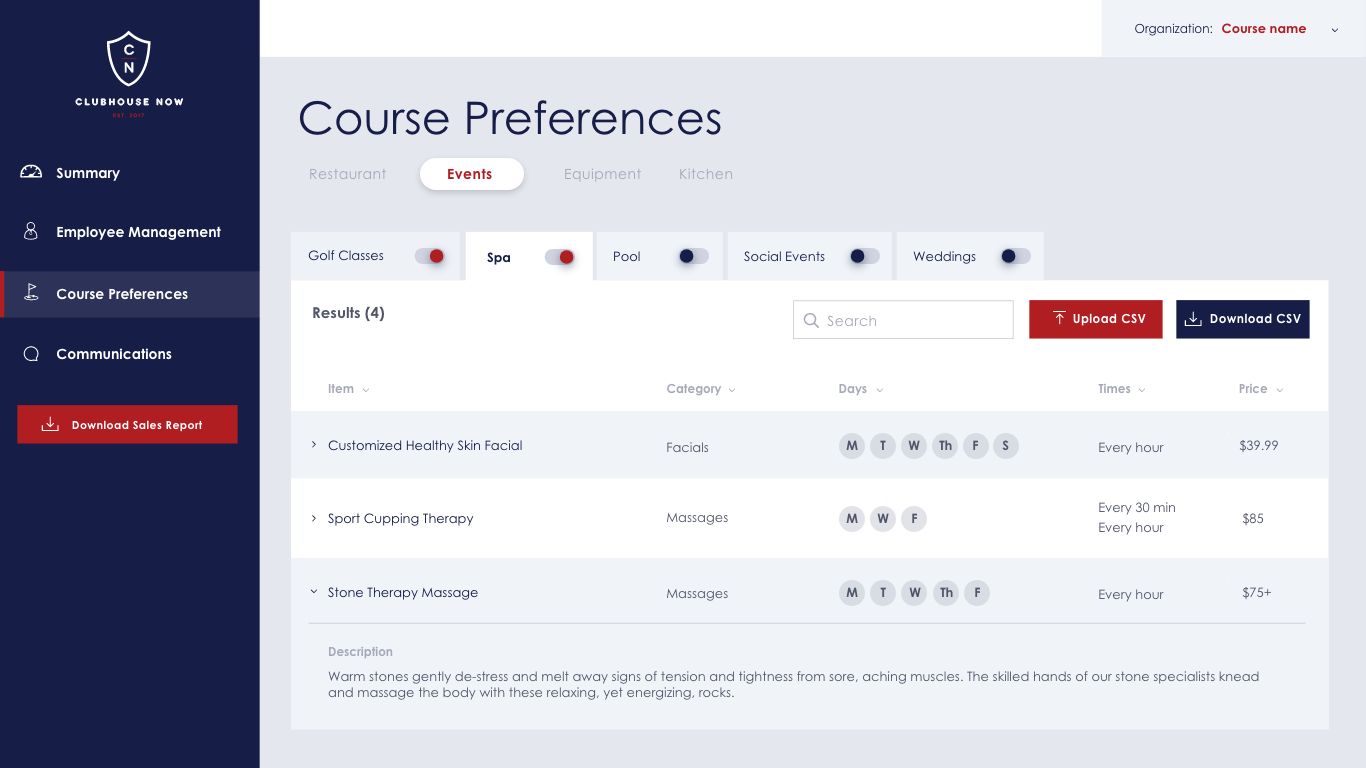 C
N
CLUBHOUSE NOW
EST. 2017
Summary
Employee Management
Course Preferences
Communications
Download Sales Report
Organization: Course name
Course Preferences
Restaurant Events Equipment Kitchen
Golf Classes Spa Pool Social Events Weddings
Results (4) Search Upload CSV Download CSV
Item Category Days Times Price
Customized Healthy Skin Facial Facials M T W Th F S Every hour $39.99
Sport Cupping Therapy Massages M W F Every 30 min $85
Every hour
Stone Therapy Massage Massages M T W Th F Every hour $75+
Description
Warm stones gently de-stress and melt away signs of tension and tightness from sore, aching muscles. The skilled hands of our stone specialists knead
and massage the body with these relaxing, yet energizing, rocks.